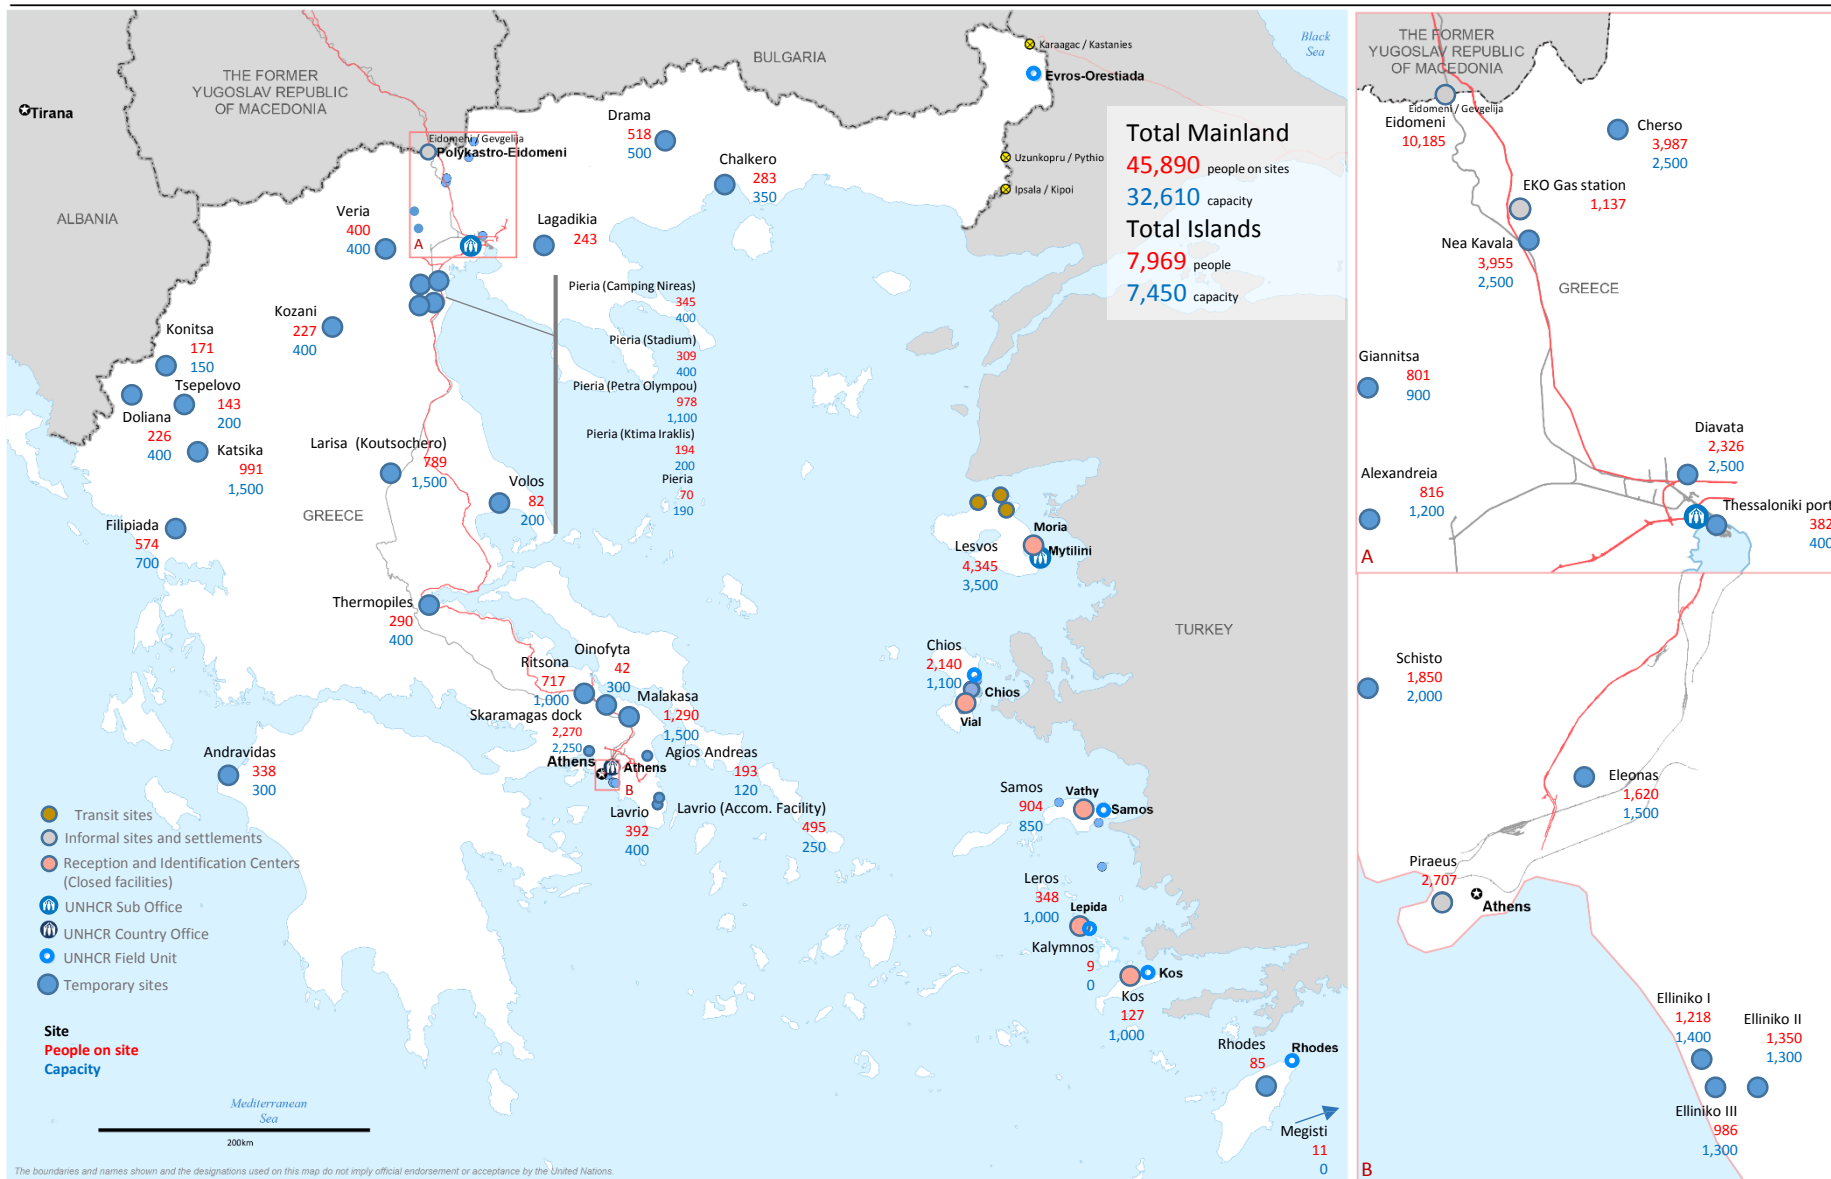 BULGARIA
Black
Sea
Karaagac / Kastanies
Evros-Orestiada
THE FORMER
YUGOSLAV REPUBLIC
OF MACEDONIA
Tirana
ALBANIA
Drama
518
500
Eidomeni / Gevgelija
Polykastro-Eidomeni
Chalkero
283
350
Uzunkopru / Pythio
Ipsala / Kipoi
Total Mainland
45,890 people on sites
32,610 capacity
Total Islands
7,969 people
7,450 capacity
Veria
400
400
A
Lagadikia
243
Pieria (Camping Nireas)
345
400
Pieria (Stadium)
309
400
Pieria (Petra Olympou)
978
1,100
Pieria (Ktima Iraklis)
194
200
Pieria
70
190
Kozani
227
400
Konitsa
171
150
Tsepelovo
143
200
Doliana
226
400
Katsika
991
1,500
Larisa (Koutsochero)
789
1,500
Volos
82
200
GREECE
Filipiada
574
700
Thermopiles
290
400
Moria
Mytilini
Lesvos
4,345
3,500
TURKEY
Chios
2,140
1,100
Chios
Vial
Oinofyta
42
300
Ritsona
717
1,000
Malakasa
1,290
1,500
Skaramagas dock
2,270
2,250
Athens
Athens
B
Agios Andreas
193
120
Lavrio
392
400
Lavrio (Accom. Facility)
495
250
Andravidas
338
300
Samos
904
850
Vathy
Samos
Leros
348
1,000
Lepida
Kalymnos
9
0
Kos
Kos
127
1,000
Rhodes
85
Rhodes
Megisti
11
0
Transit sites
Informal sites and settlements
Reception and Identification Centers
(Closed facilities)
UNHCR Sub Office
UNHCR Country Office
UNHCR Field Unit
Temporary sites
Site
People on site
Capacity
Mediterranean
Sea
200km
The boundaries and names shown and the designations used on this map do not imply official endorsement or acceptance by the United Nations.
THE FORMER
YUGOSLAV REPUBLIC
OF MACEDONIA
Eidomeni / Gevgelija
Eidomeni
10,185
Cherso
3,987
2,500
EKO Gas station
1,137
Nea Kavala
3,955
2,500
GREECE
Giannitsa
801
900
Diavata
2,326
2,500
Alexandreia
816
1,200
Thessaloniki port
382
400
A
Schisto
1,850
2,000
Eleonas
1,620
1,500
Piraeus
2,707
Athens
Elliniko I
1,218
1,400
Elliniko II
1,350
1,300
Elliniko III
986
1,300
B